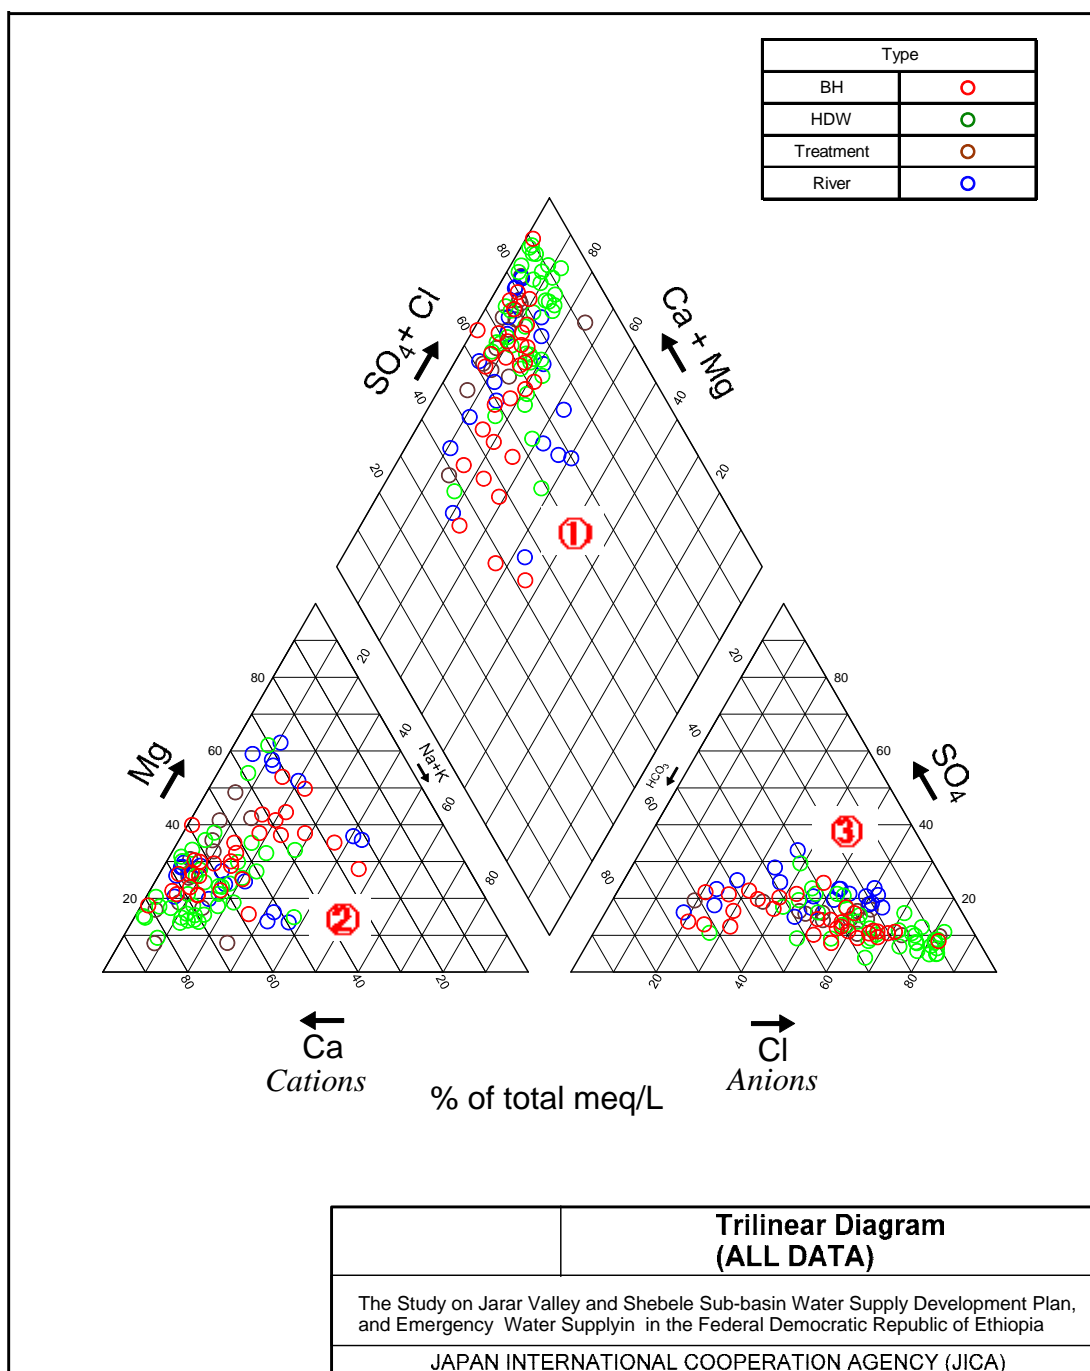 Type
BH
HDW
Treatment
River
80
80
SO4+ Cl
Ca + Mg
60
60
40
40
20
20
①
20
20
80
80
Mg
60
40
Na+K
60
80
40
20
②
40
HCO3
60
80
SO4
60
40
20
③
80
60
40
20
20
40
60
80
Ca
Cl
Cations
Anions
% of total meq/L
Trilinear Diagram
(ALL DATA)
The Study on Jarar Valley and Shebele Sub-basin Water Supply Development Plan,
and Emergency Water Supplyin in the Federal Democratic Republic of Ethiopia
JAPAN INTERNATIONAL COOPERATION AGENCY (JICA)